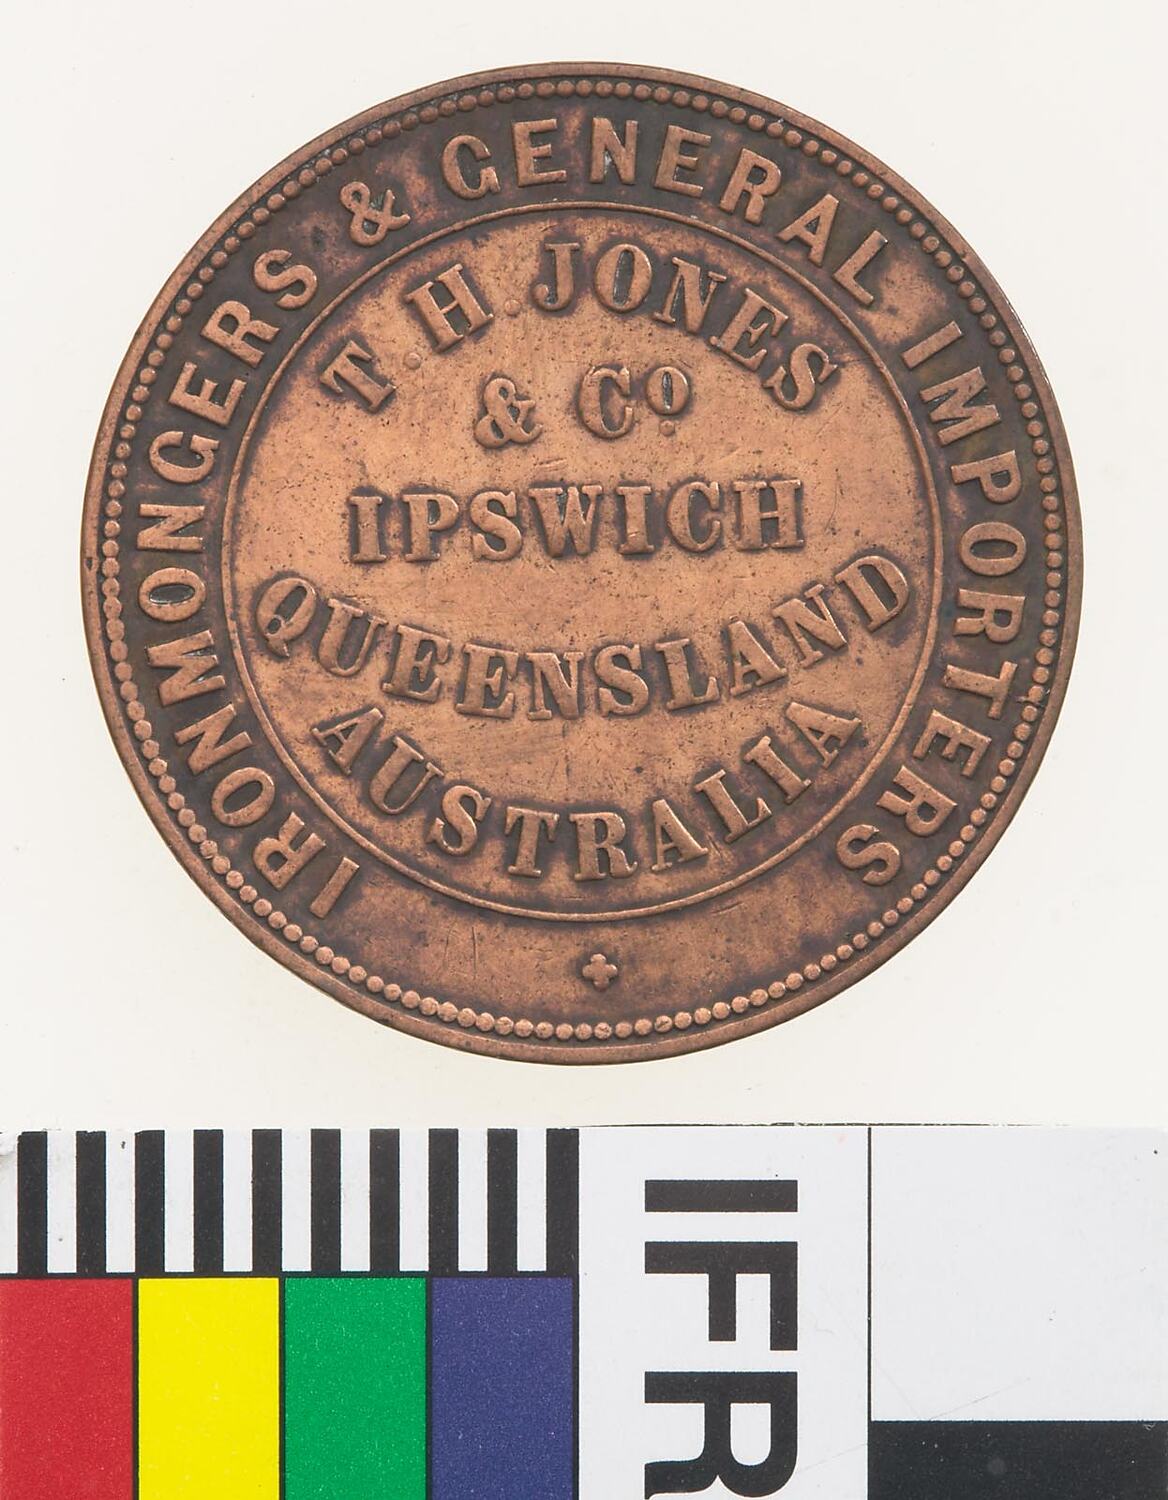 IRONMONGERS & GENERAL IMPORTERS
T. H. JONES
& Co
IPSWICH
QUEENSLAND
AUSTRALIA
IFR